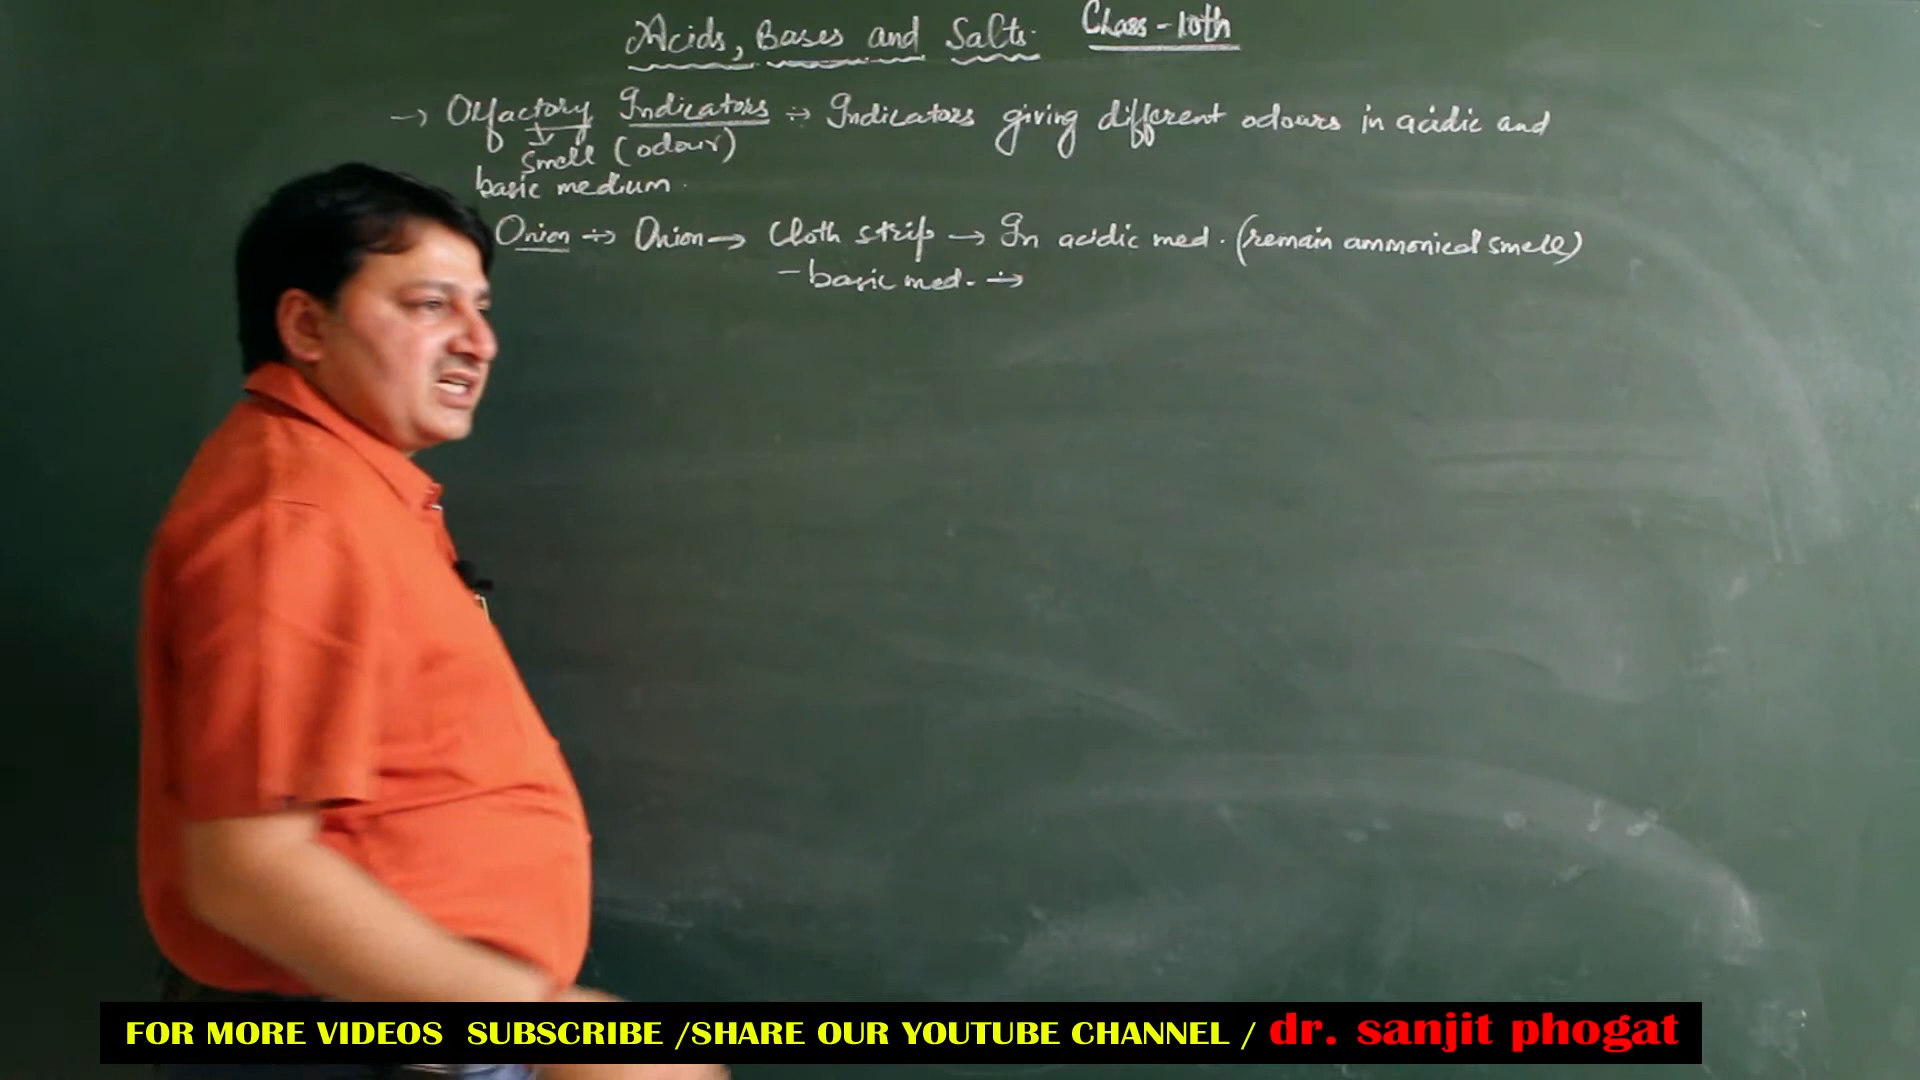 Acids, Bases and Salts. Class-10th
→ Olfactory Indicators :→ Indicators giving different odours in acidic and
smell (odour)
basic medium.
Onion :→ Onion → Cloth strip → In acidic med. (remain ammonical smell)
- basic med. :→
FOR MORE VIDEOS SUBSCRIBE /SHARE OUR YOUTUBE CHANNEL / dr. sanjit phogat